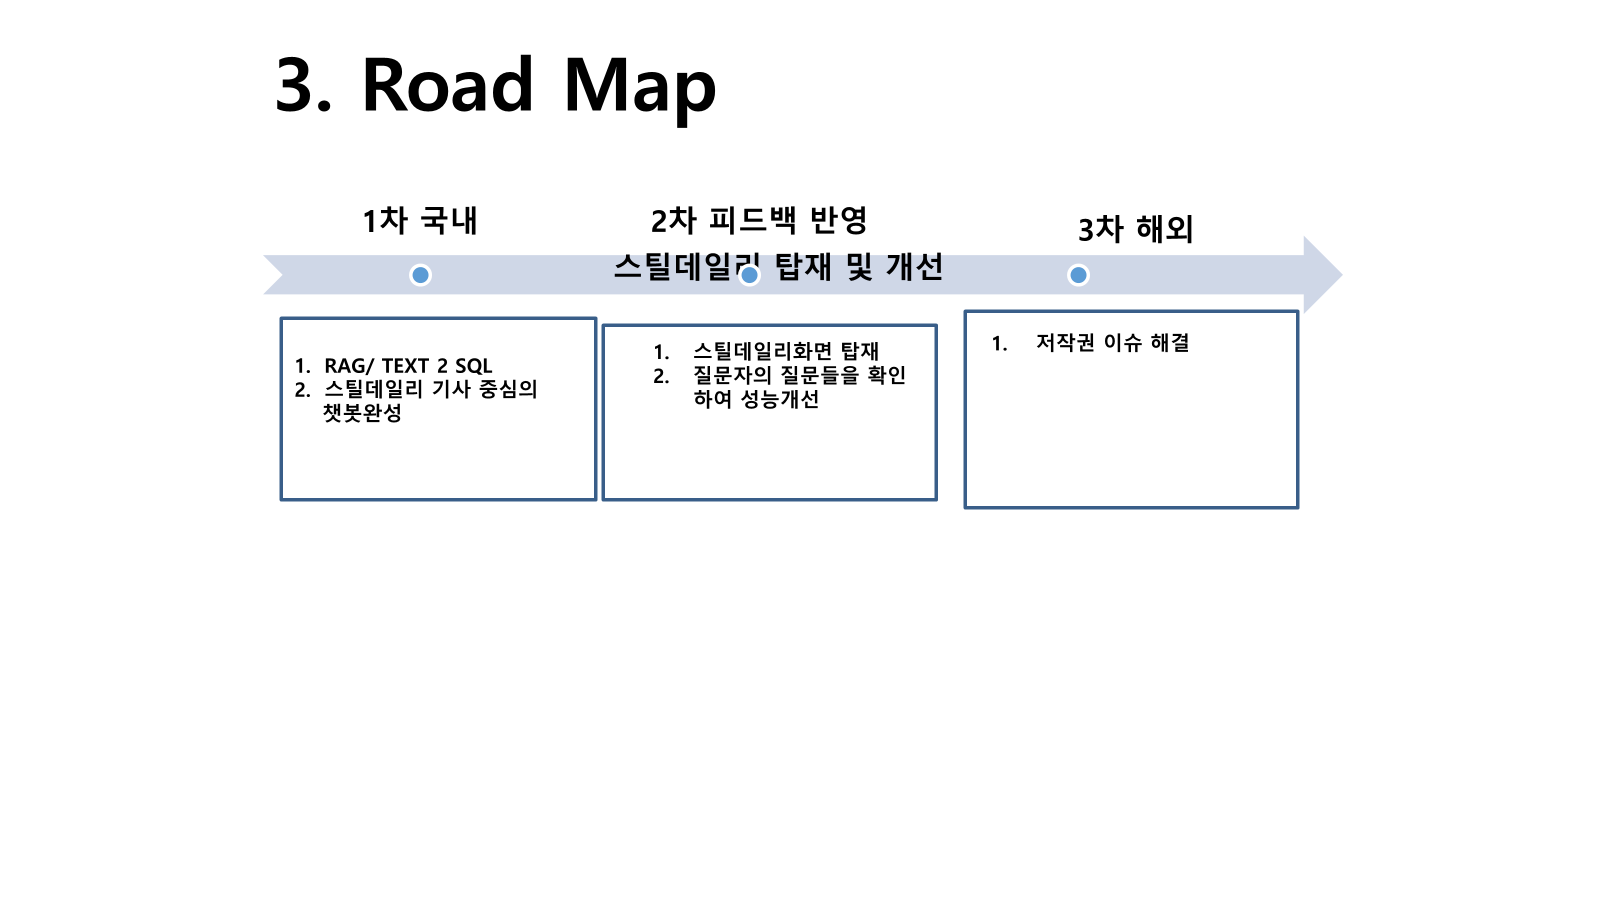 3. Road Map
1차 국내
2차 피드백 반영
스틸데일리 탑재 및 개선
3차 해외
1. RAG/ TEXT 2 SQL
2. 스틸데일리 기사 중심의
챗봇완성
1. 스틸데일리화면 탑재
2. 질문자의 질문들을 확인
하여 성능개선
1. 저작권 이슈 해결